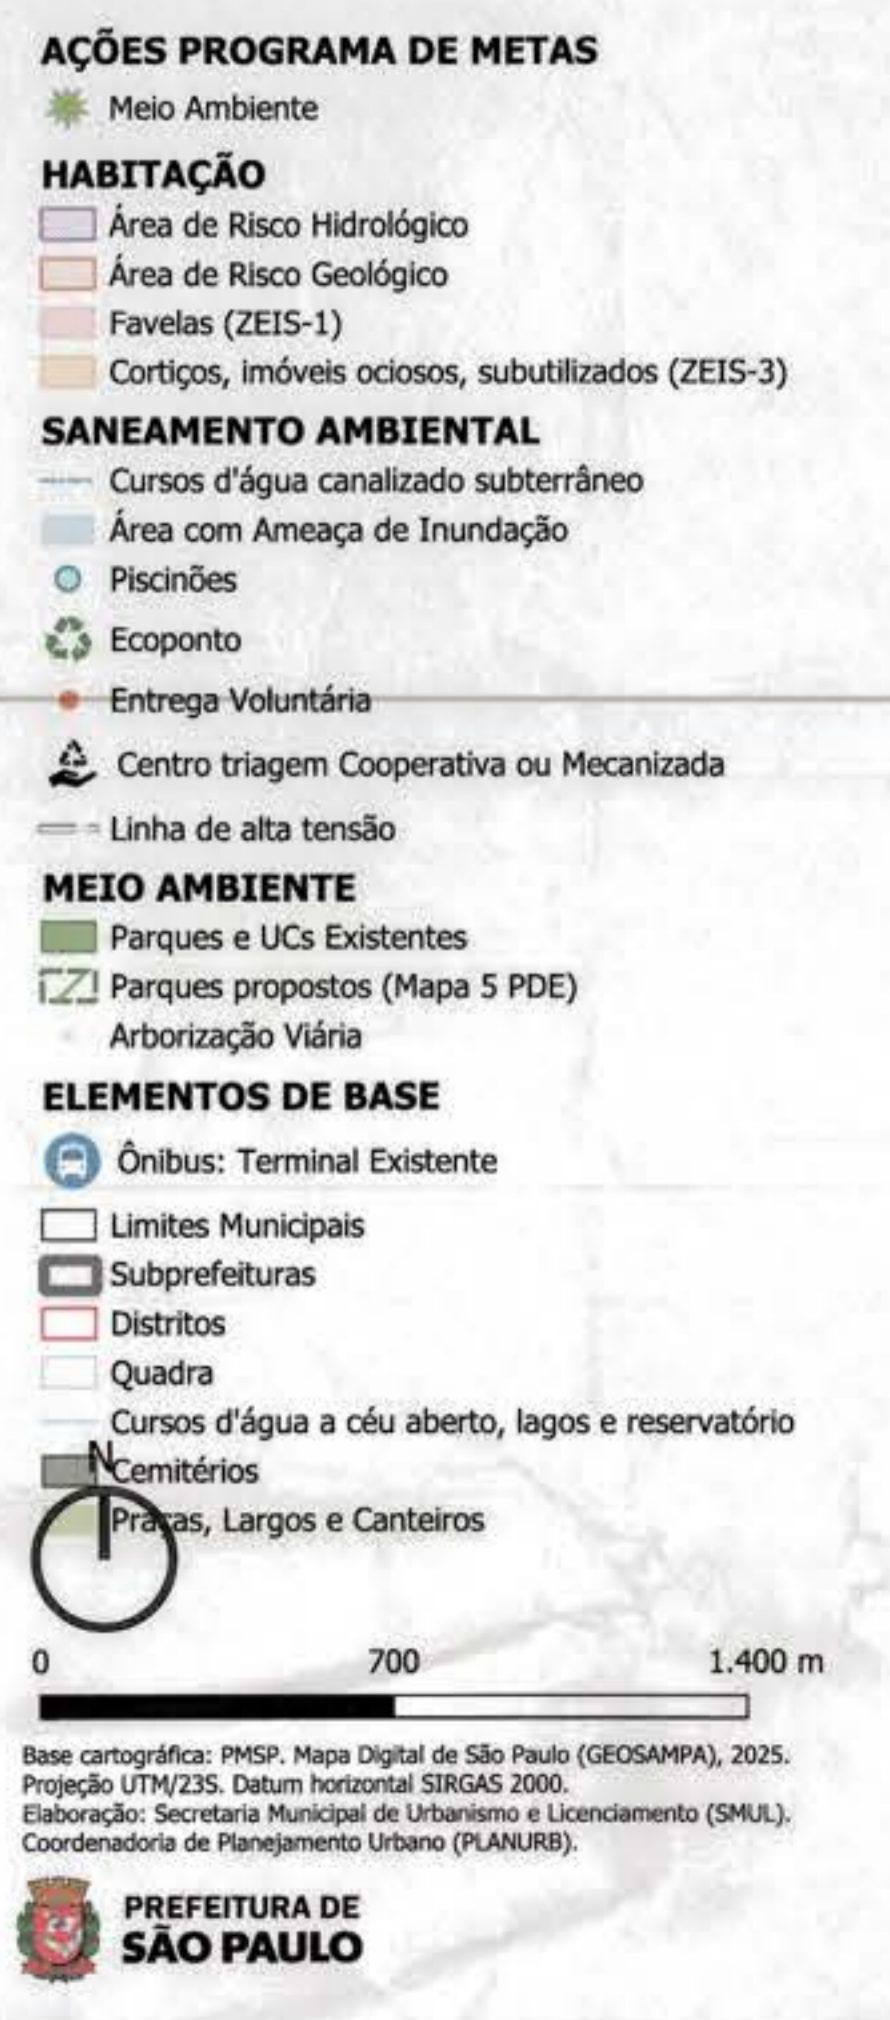 AÇÕES PROGRAMA DE METAS
Meio Ambiente
HABITAÇÃO
Área de Risco Hidrológico
Área de Risco Geológico
Favelas (ZEIS-1)
Cortiços, imóveis ociosos, subutilizados (ZEIS-3)
SANEAMENTO AMBIENTAL
Cursos d'água canalizado subterrâneo
Área com Ameaça de Inundação
Piscinões
Ecoponto
Entrega Voluntária
Centro triagem Cooperativa ou Mecanizada
Linha de alta tensão
MEIO AMBIENTE
Parques e UCs Existentes
Parques propostos (Mapa 5 PDE)
Arborização Viária
ELEMENTOS DE BASE
Ônibus: Terminal Existente
Limites Municipais
Subprefeituras
Distritos
Quadra
Cursos d'água a céu aberto, lagos e reservatório
N
Cemitérios
Praças, Largos e Canteiros
0 700 1.400 m
Base cartográfica: PMSP. Mapa Digital de São Paulo (GEOSAMPA), 2025.
Projeção UTM/23S. Datum horizontal SIRGAS 2000.
Elaboração: Secretaria Municipal de Urbanismo e Licenciamento (SMUL).
Coordenadoria de Planejamento Urbano (PLANURB).
PREFEITURA DE
SÃO PAULO